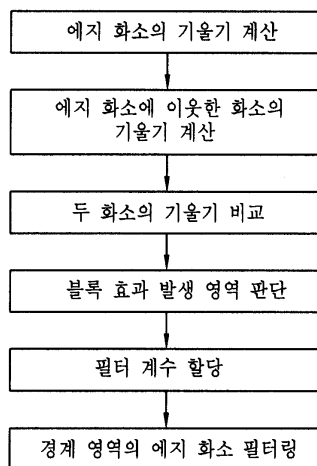 에지 화소의 기울기 계산
에지 화소에 이웃한 화소의
기울기 계산
두 화소의 기울기 비교
블록 효과 발생 영역 판단
필터 계수 할당
경계 영역의 에지 화소 필터링